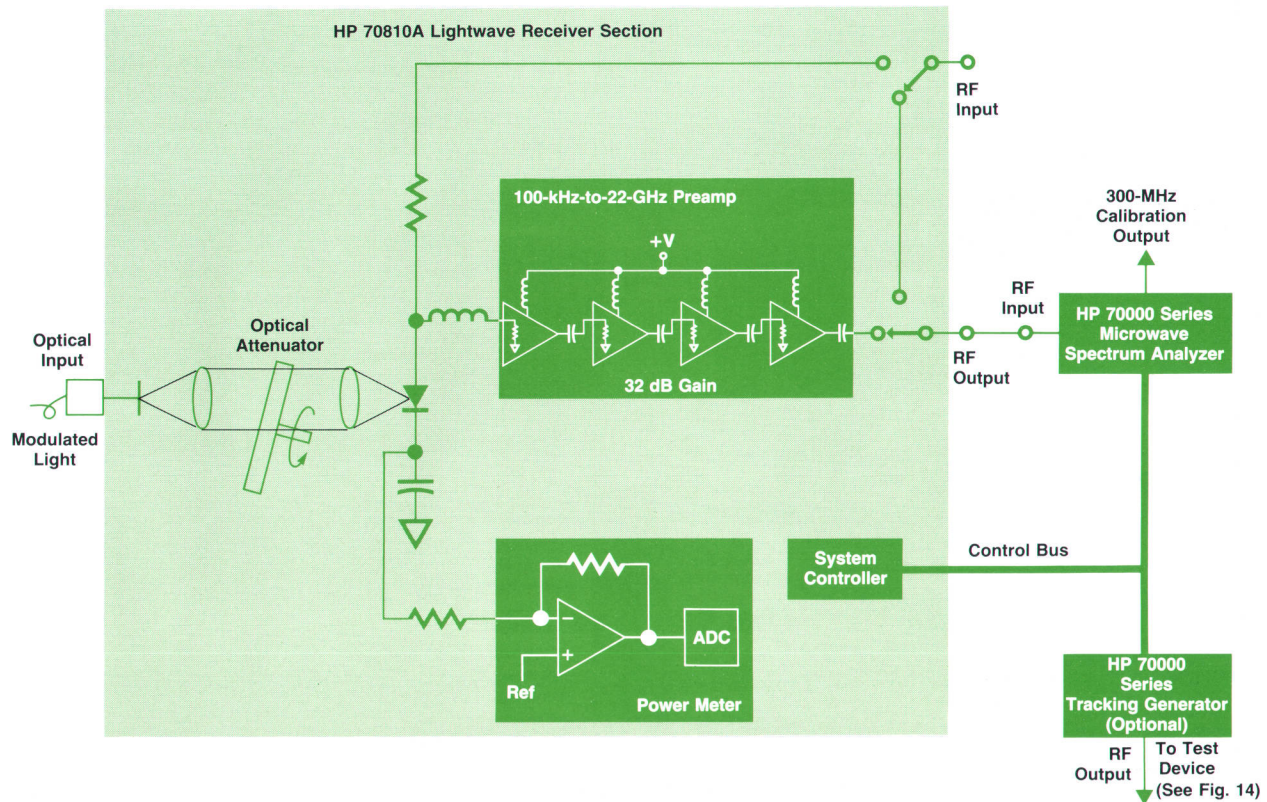 HP 70810A Lightwave Receiver Section
RF
Input
100-kHz-to-22-GHz Preamp
+V
32 dB Gain
300-MHz
Calibration
Output
RF
Input
RF
Output
HP 70000 Series
Microwave
Spectrum Analyzer
Optical
Input
Modulated
Light
Optical
Attenuator
System
Controller
Control Bus
ADC
Ref
Power Meter
−
+
HP 70000
Series
Tracking Generator
(Optional)
RF
Output
To Test
Device
(See Fig. 14)